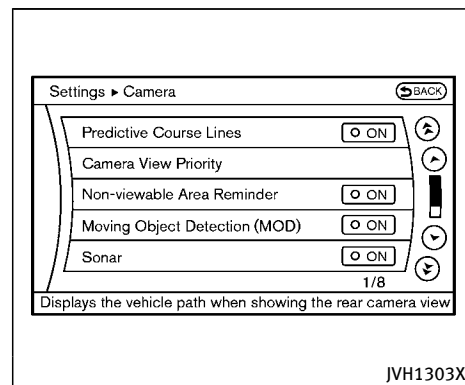 Settings ▸ Camera BACK
Predictive Course Lines ON
Camera View Priority
Non-viewable Area Reminder ON
Moving Object Detection (MOD) ON
Sonar ON
1/8
Displays the vehicle path when showing the rear camera view
JVH1303X